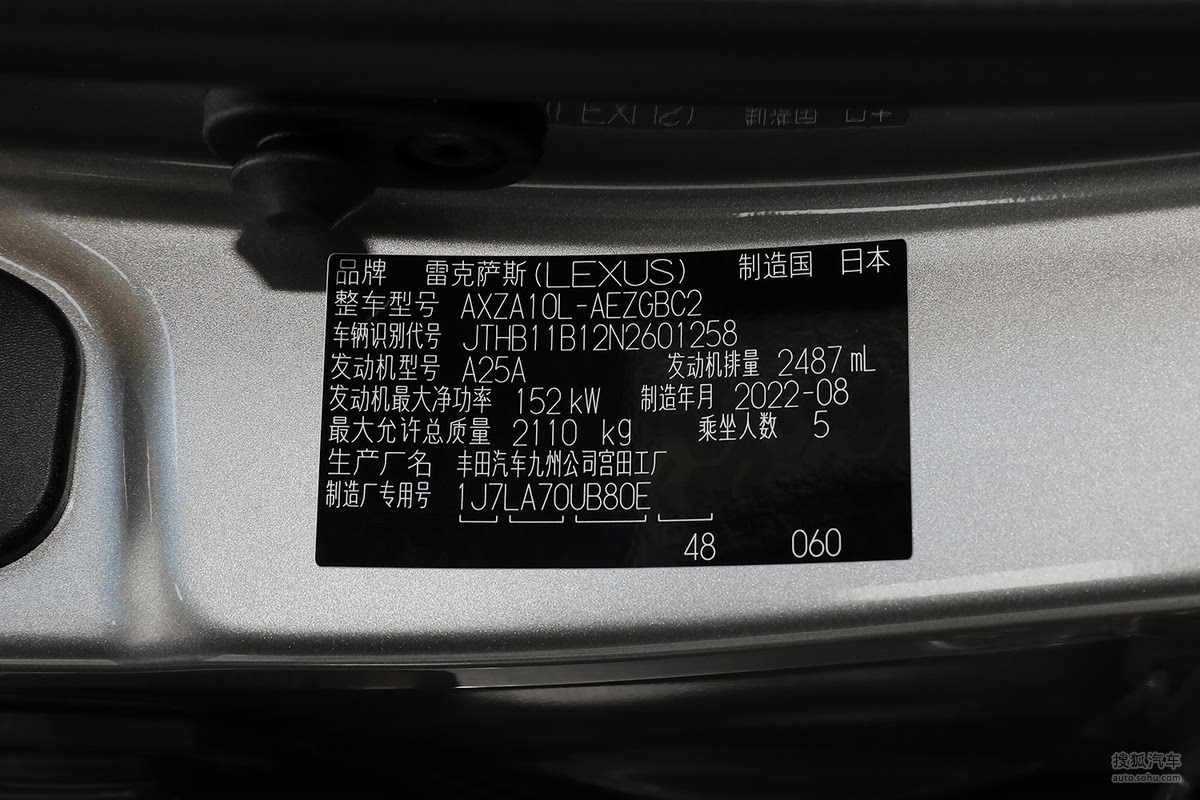 品牌 雷克萨斯(LEXUS) 制造国 日本
整车型号 AXZA10L-AEZGBC2
车辆识别代号 JTHB11B12N2601258
发动机型号 A25A 发动机排量 2487 mL
发动机最大净功率 152 kW 制造年月 2022-08
最大允许总质量 2110 kg 乘坐人数 5
生产厂名 丰田汽车九州公司宫田工厂
制造厂专用号 1J7LA70UB80E
48 060
搜狐汽车
auto.sohu.com